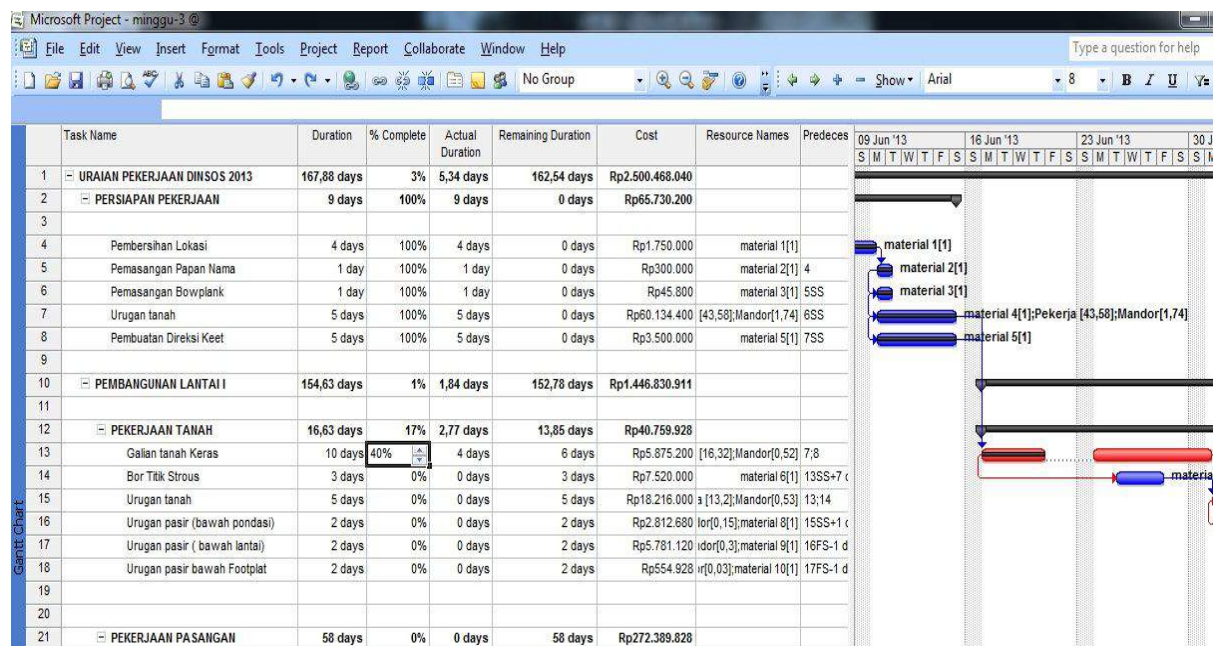 Microsoft Project - minggu-3 @
File Edit View Insert Format Tools Project Report Collaborate Window Help Type a question for help
No Group Show Arial 8 B I U
Task Name Duration % Complete Actual Duration Remaining Duration Cost Resource Names Predeces 09 Jun '13 16 Jun '13 23 Jun '13 30 J
S M T W T F S S M T W T F S S M T W T F S S M
1 URAIAN PEKERJAAN DINSOS 2013 167,88 days 3% 5,34 days 162,54 days Rp2.500.468.040
2 PERSIAPAN PEKERJAAN 9 days 100% 9 days 0 days Rp65.730.200
3
4 Pembersihan Lokasi 4 days 100% 4 days 0 days Rp1.750.000 material 1[1] material 1[1]
5 Pemasangan Papan Nama 1 day 100% 1 day 0 days Rp300.000 material 2[1] 4 material 2[1]
6 Pemasangan Bowplank 1 day 100% 1 day 0 days Rp45.800 material 3[1] 5SS material 3[1]
7 Urugan tanah 5 days 100% 5 days 0 days Rp60.134.400 [43,58];Mandor[1,74] 6SS material 4[1];Pekerja [43,58];Mandor[1,74]
8 Pembuatan Direksi Keet 5 days 100% 5 days 0 days Rp3.500.000 material 5[1] 7SS material 5[1]
9
10 PEMBANGUNAN LANTAI I 154,63 days 1% 1,84 days 152,78 days Rp1.446.830.911
11
12 PEKERJAAN TANAH 16,63 days 17% 2,77 days 13,85 days Rp40.759.928
13 Galian tanah Keras 10 days 40% 4 days 6 days Rp5.875.200 [16,32];Mandor[0,52] 7;8
14 Bor Titik Strous 3 days 0% 0 days 3 days Rp7.520.000 material 6[1] 13SS+7 materia
15 Urugan tanah 5 days 0% 0 days 5 days Rp18.216.000 a [13,2];Mandor[0,53] 13;14
16 Urugan pasir (bawah pondasi) 2 days 0% 0 days 2 days Rp2.812.680 dor[0,15];material 8[1] 15SS+1
17 Urugan pasir ( bawah lantai) 2 days 0% 0 days 2 days Rp5.781.120 ndor[0,3];material 9[1] 16FS-1 d
18 Urugan pasir bawah Footplat 2 days 0% 0 days 2 days Rp554.928 r[0,03];material 10[1] 17FS-1 d
19
20
21 PEKERJAAN PASANGAN 58 days 0% 0 days 58 days Rp272.389.828
Gantt Chart